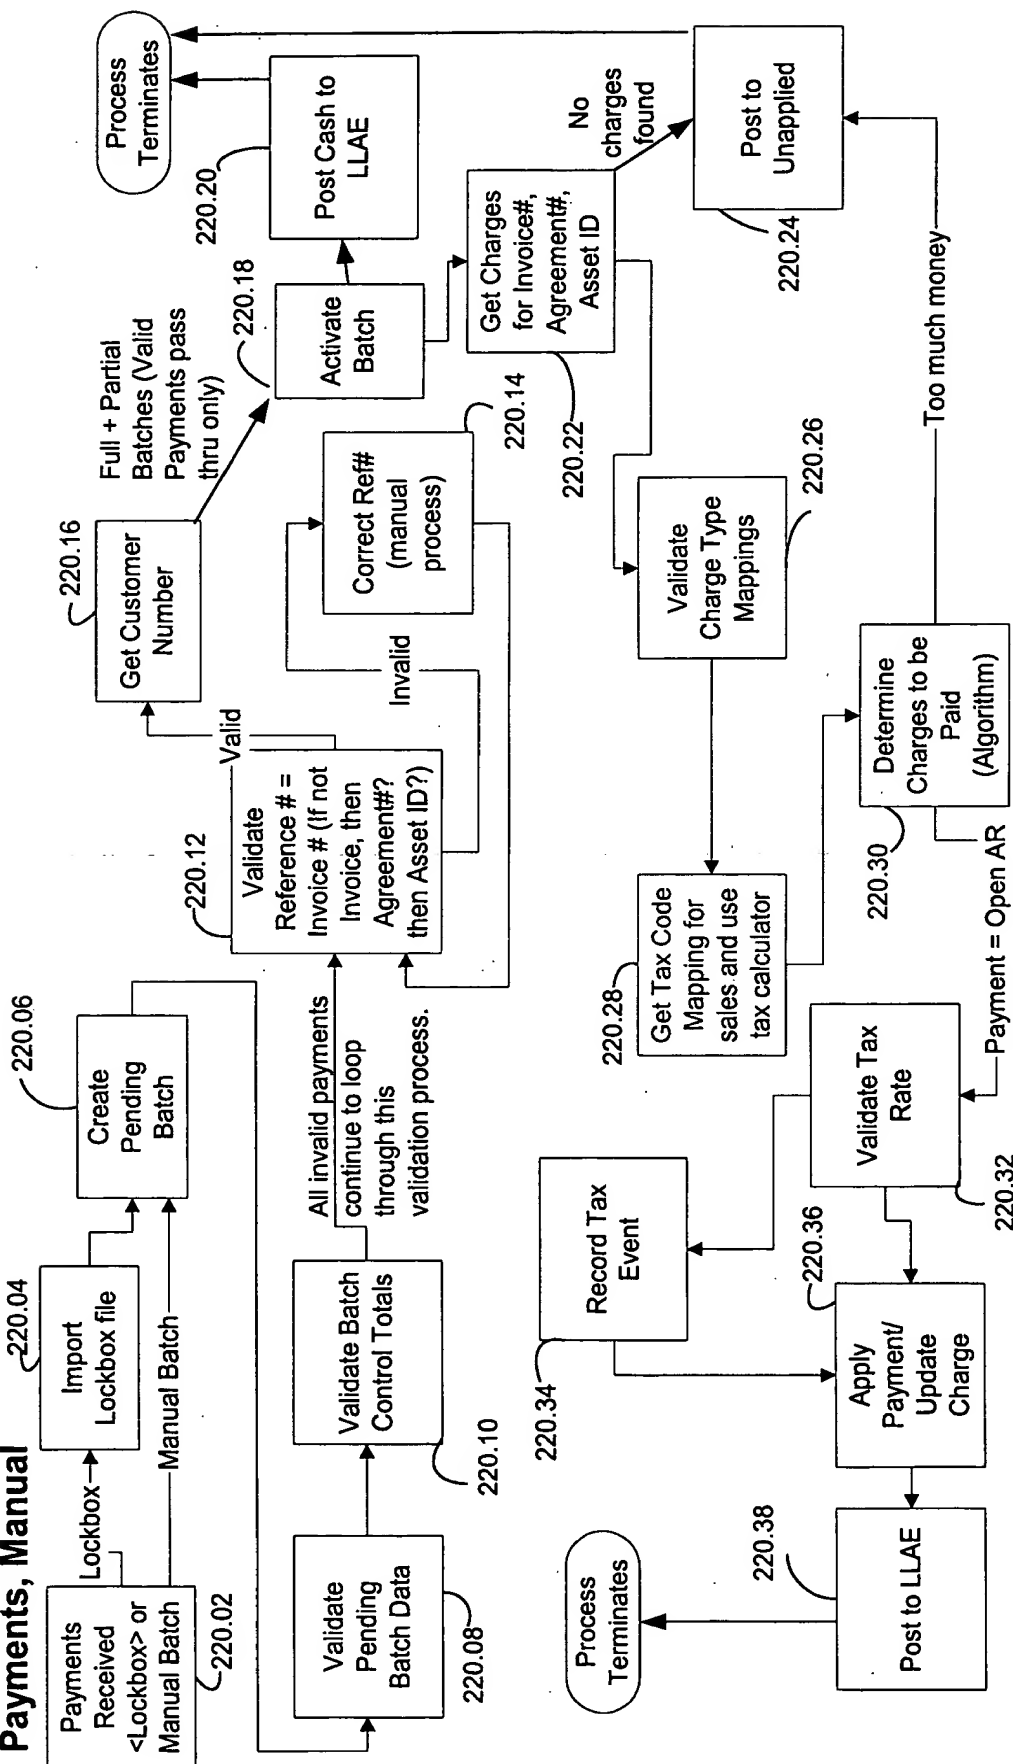 Payments, Manual
Payments
Received
<Lockbox> or
Manual Batch
220.02
Lockbox
Manual Batch
220.04
Import
Lockbox file
220.06
Create
Pending
Batch
Validate
Pending
Batch Data
220.08
Validate Batch
Control Totals
220.10
All invalid payments
continue to loop
through this
validation process.
220.12
Validate
Reference # =
Invoice # (If not
Invoice, then
Agreement#?
then Asset ID?)
Valid
Invalid
220.16
Get Customer
Number
Correct Ref#
(manual
process)
220.14
Full + Partial
Batches (Valid
Payments pass
thru only)
220.18
Activate
Batch
220.20
Post Cash to
LLAE
Process
Terminates
Get Charges
for Invoice#,
Agreement#,
Asset ID
220.22
No
charges
found
Post to
Unapplied
220.24
Validate
Charge Type
Mappings
220.26
220.28
Get Tax Code
Mapping for
sales and use
tax calculator
Determine
Charges to be
Paid
(Algorithm)
220.30
Too much money
Payment = Open AR
Validate Tax
Rate
220.32
Record Tax
Event
220.34
220.36
Apply
Payment/
Update
Charge
220.38
Post to LLAE
Process
Terminates